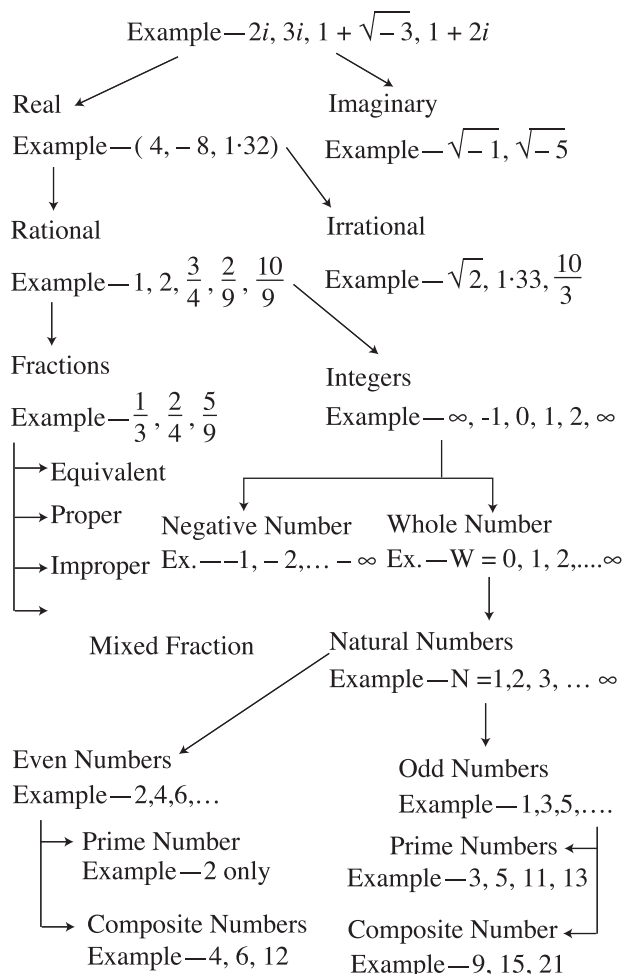 Example—2i, 3i, 1 + √–3, 1 + 2i
Real
Imaginary
Example—( 4, – 8, 1·32)
Example—√–1, √–5
Rational
Irrational
Example—1, 2, 3/4, 2/9, 10/9
Example—√2, 1·33, 10/3
Fractions
Integers
Example—1/3, 2/4, 5/9
Example—∞, -1, 0, 1, 2, ∞
Equivalent
Proper
Improper
Mixed Fraction
Negative Number
Ex.—–1, – 2,… – ∞
Whole Number
Ex.—W = 0, 1, 2,....∞
Natural Numbers
Example—N =1,2, 3, … ∞
Even Numbers
Example—2,4,6,…
Prime Number
Example—2 only
Composite Numbers
Example—4, 6, 12
Odd Numbers
Example—1,3,5,….
Prime Numbers
Example—3, 5, 11, 13
Composite Number
Example—9, 15, 21